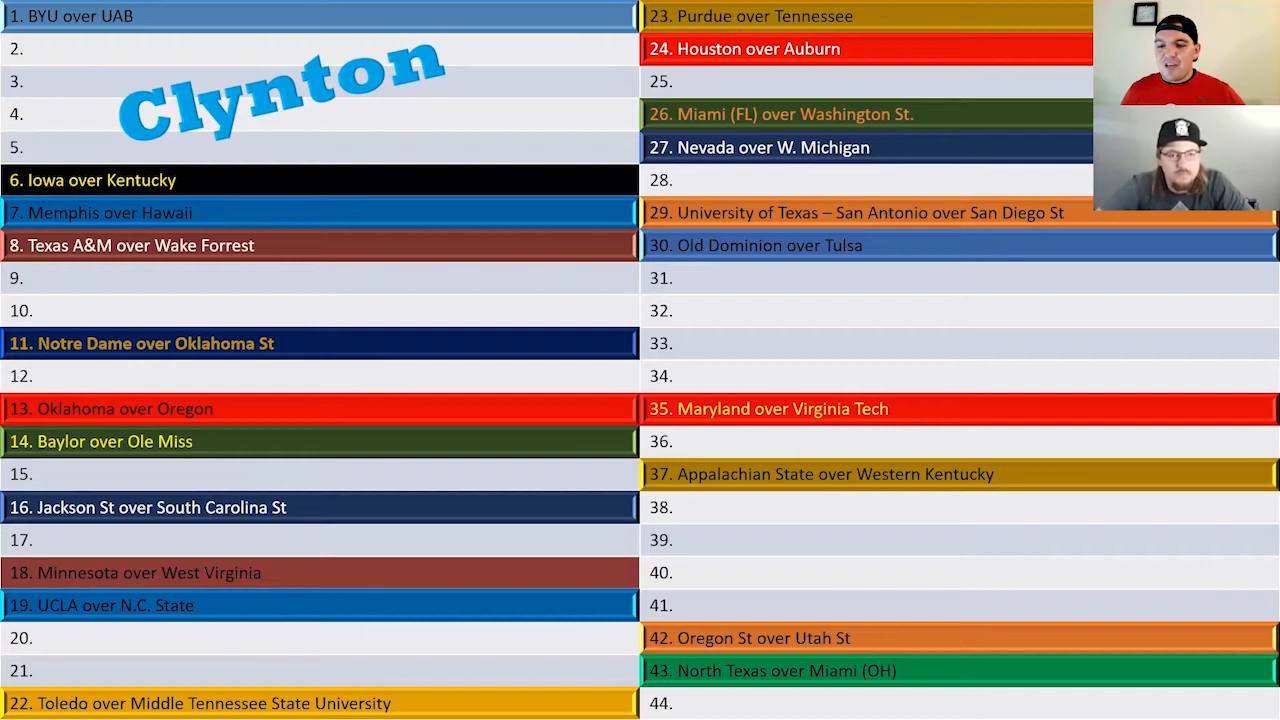 1. BYU over UAB
2.
Clynton
3.
4.
5.
6. Iowa over Kentucky
7. Memphis over Hawaii
8. Texas A&M over Wake Forrest
9.
10.
11. Notre Dame over Oklahoma St
12.
13. Oklahoma over Oregon
14. Baylor over Ole Miss
15.
16. Jackson St over South Carolina St
17.
18. Minnesota over West Virginia
19. UCLA over N.C. State
20.
21.
22. Toledo over Middle Tennessee State University
23. Purdue over Tennessee
24. Houston over Auburn
25.
26. Miami (FL) over Washington St.
27. Nevada over W. Michigan
28.
29. University of Texas – San Antonio over San Diego St
30. Old Dominion over Tulsa
31.
32.
33.
34.
35. Maryland over Virginia Tech
36.
37. Appalachian State over Western Kentucky
38.
39.
40.
41.
42. Oregon St over Utah St
43. North Texas over Miami (OH)
44.